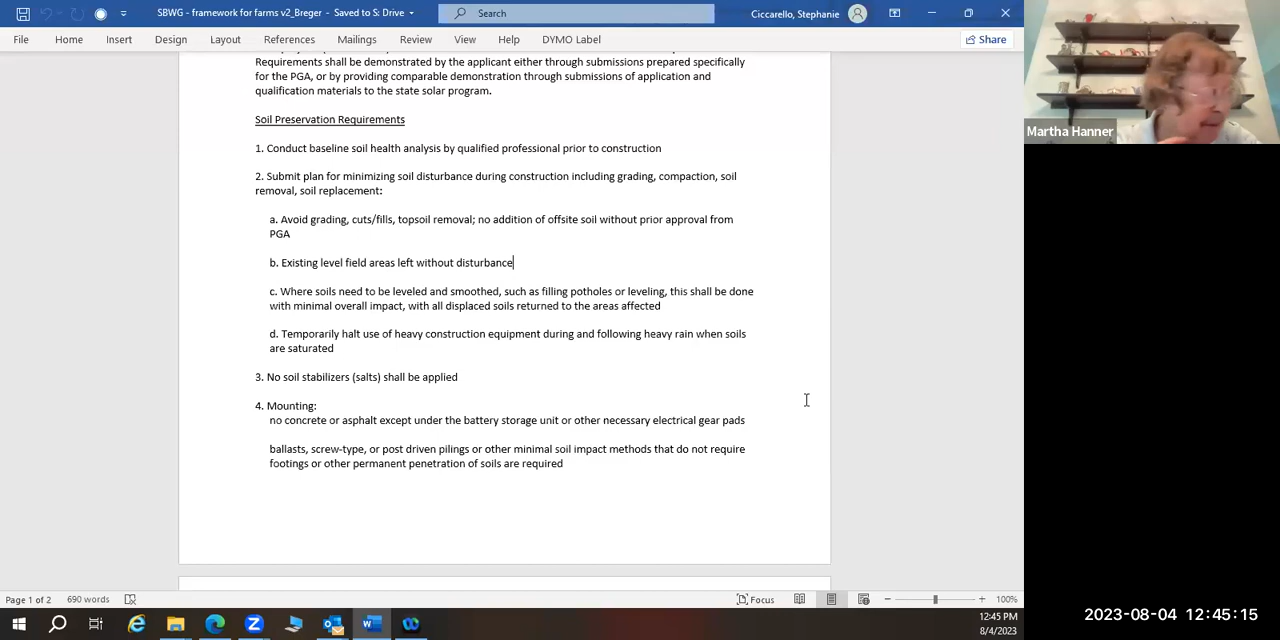 SBWG - framework for farms v2_Breger - Saved to S: Drive
Search
Ciccarello, Stephanie
File Home Insert Design Layout References Mailings Review View Help DYMO Label
Share
Requirements shall be demonstrated by the applicant either through submissions prepared specifically
for the PGA, or by providing comparable demonstration through submissions of application and
qualification materials to the state solar program.
Soil Preservation Requirements
1. Conduct baseline soil health analysis by qualified professional prior to construction
2. Submit plan for minimizing soil disturbance during construction including grading, compaction, soil
removal, soil replacement:
a. Avoid grading, cuts/fills, topsoil removal; no addition of offsite soil without prior approval from
PGA
b. Existing level field areas left without disturbance
c. Where soils need to be leveled and smoothed, such as filling potholes or leveling, this shall be done
with minimal overall impact, with all displaced soils returned to the areas affected
d. Temporarily halt use of heavy construction equipment during and following heavy rain when soils
are saturated
3. No soil stabilizers (salts) shall be applied
4. Mounting:
no concrete or asphalt except under the battery storage unit or other necessary electrical gear pads
ballasts, screw-type, or post driven pilings or other minimal soil impact methods that do not require
footings or other permanent penetration of soils are required
Page 1 of 2 690 words
Focus
100%
12:45 PM
8/4/2023
Martha Hanner
2023-08-04 12:45:15